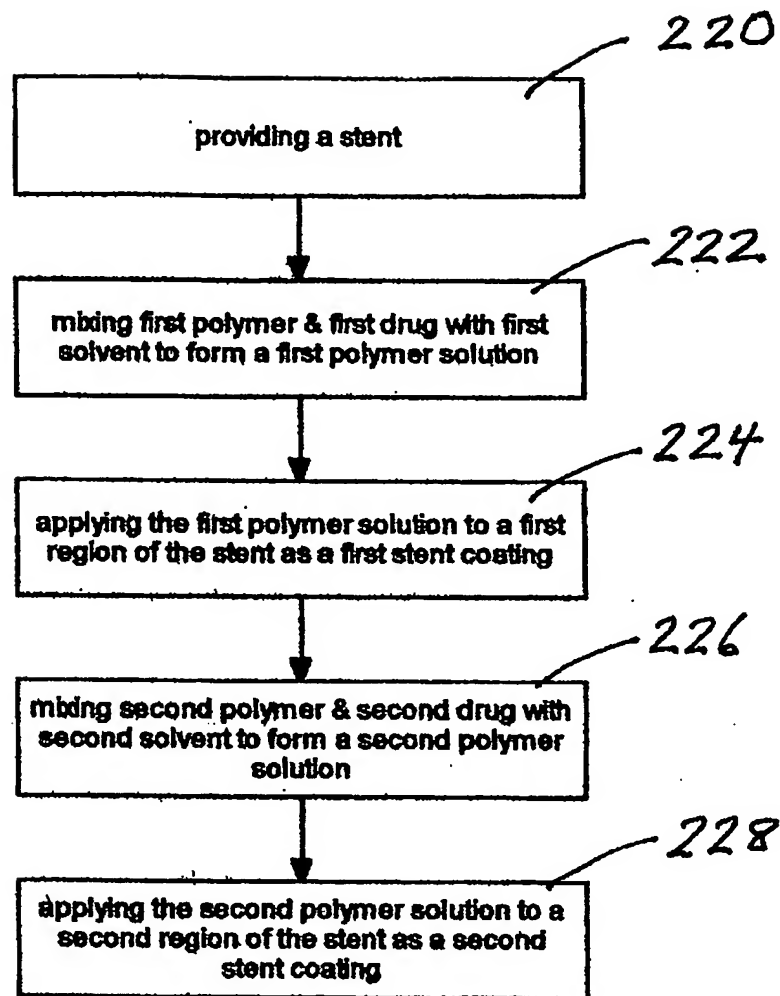 220
providing a stent
222
mixing first polymer & first drug with first
solvent to form a first polymer solution
224
applying the first polymer solution to a first
region of the stent as a first stent coating
226
mixing second polymer & second drug with
second solvent to form a second polymer
solution
228
applying the second polymer solution to a
second region of the stent as a second
stent coating